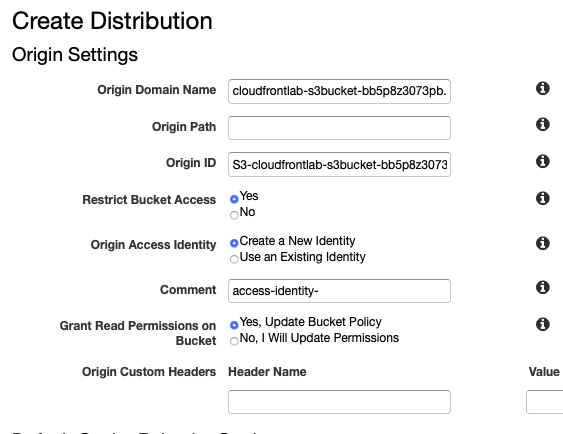 Create Distribution
Origin Settings
Origin Domain Name cloudfrontlab-s3bucket-bb5p8z3073pb.
Origin Path
Origin ID S3-cloudfrontlab-s3bucket-bb5p8z3073
Restrict Bucket Access Yes
No
Origin Access Identity Create a New Identity
Use an Existing Identity
Comment access-identity-
Grant Read Permissions on Bucket Yes, Update Bucket Policy
No, I Will Update Permissions
Origin Custom Headers Header Name Value